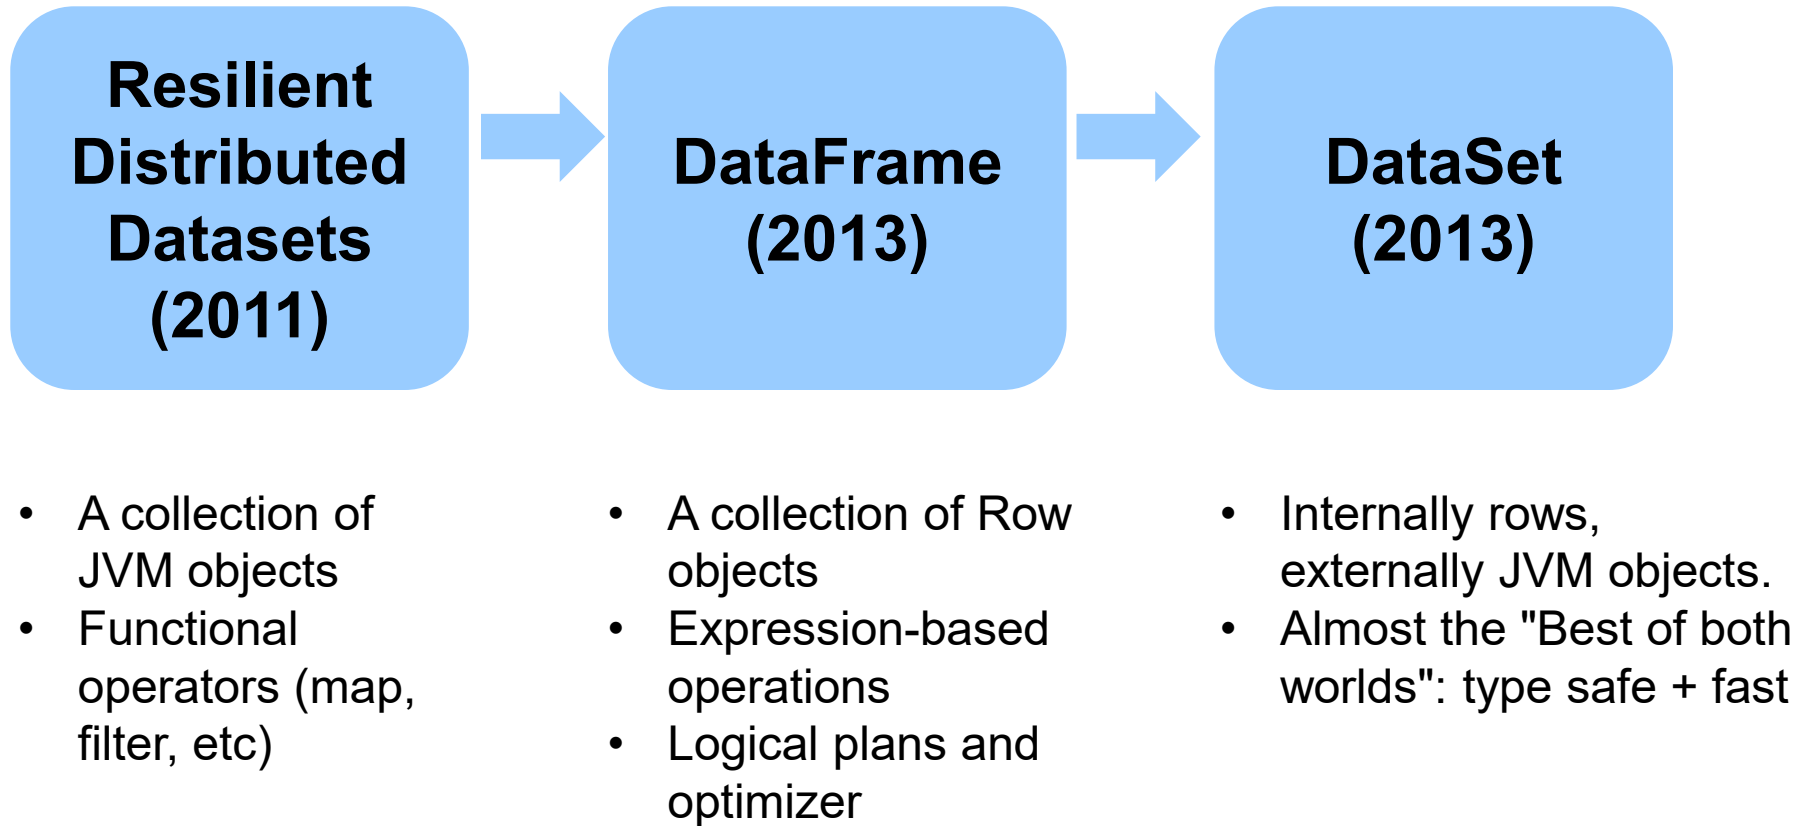 Resilient
Distributed
Datasets
(2011)
DataFrame
(2013)
DataSet
(2013)
• A collection of
JVM objects
• Functional
operators (map,
filter, etc)
• A collection of Row
objects
• Expression-based
operations
• Logical plans and
optimizer
• Internally rows,
externally JVM objects.
• Almost the "Best of both
worlds": type safe + fast